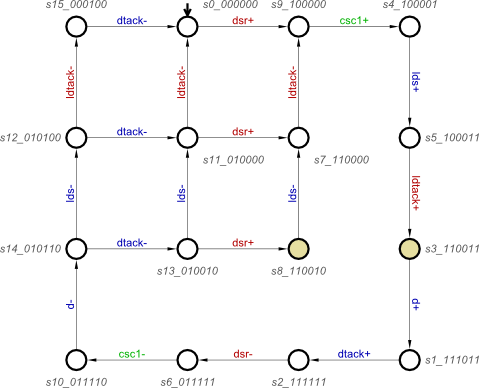 s15_000100 s0_000000 s9_100000 s4_100001
dtack- dsr+ csc1+
ldtack- ldtack- ldtack- lds+
s12_010100 dtack- dsr+ s5_100011
s11_010000 s7_110000
lds- lds- lds- ldtack+
s14_010110 dtack- dsr+ s3_110011
s13_010010 s8_110010
d- d+
csc1- dsr- dtack+
s10_011110 s6_011111 s2_111111 s1_111011